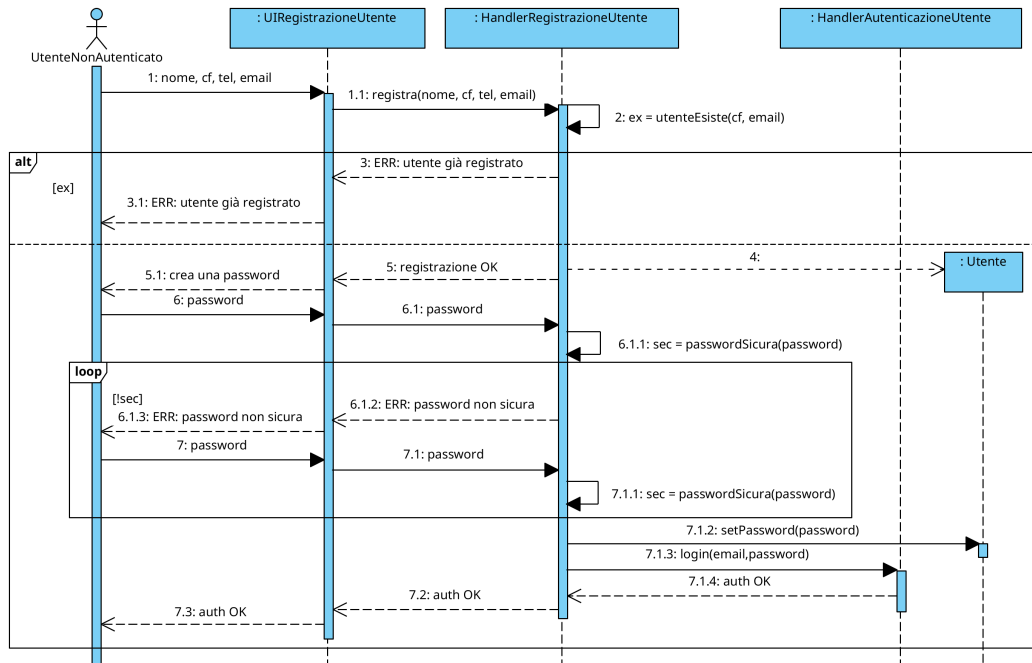 : UIRegistrazioneUtente
: HandlerRegistrazioneUtente
: HandlerAutenticazioneUtente
UtenteNonAutenticato
1: nome, cf, tel, email
1.1: registra(nome, cf, tel, email)
2: ex = utenteEsiste(cf, email)
alt
3: ERR: utente già registrato
[ex]
3.1: ERR: utente già registrato
4:
: Utente
5: registrazione OK
5.1: crea una password
6: password
6.1: password
6.1.1: sec = passwordSicura(password)
loop
[!sec]
6.1.2: ERR: password non sicura
6.1.3: ERR: password non sicura
7: password
7.1: password
7.1.1: sec = passwordSicura(password)
7.1.2: setPassword(password)
7.1.3: login(email,password)
7.1.4: auth OK
7.2: auth OK
7.3: auth OK